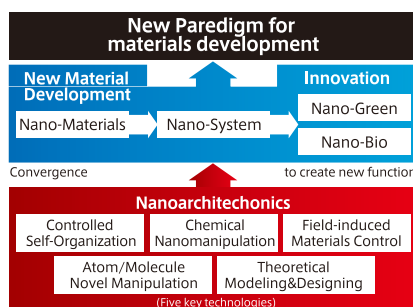 New Paredigm for
materials development
New Material
Development
Innovation
Nano-Materials
Nano-System
Nano-Green
Nano-Bio
Convergence
to create new function
Nanoarchitechonics
Controlled
Self-Organization
Chemical
Nanomanipulation
Field-induced
Materials Control
Atom/Molecule
Novel Manipulation
Theoretical
Modeling&Designing
(Five key technologies)